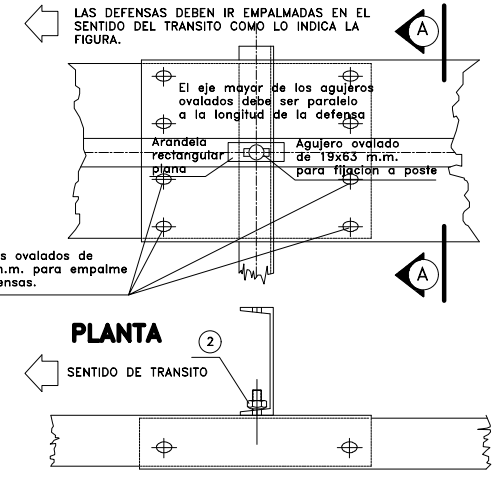 LAS DEFENSAS DEBEN IR EMPALMADAS EN EL
SENTIDO DEL TRANSITO COMO LO INDICA LA
FIGURA.
A
El eje mayor de los agujeros
ovalados debe ser paralelo
a la longitud de la defensa
Arandela
rectangular
plana
Agujero ovalado
de 19x63 m.m.
para fijacion a poste
ovalados de
m.m. para empalme
A
PLANTA
2
SENTIDO DE TRANSITO